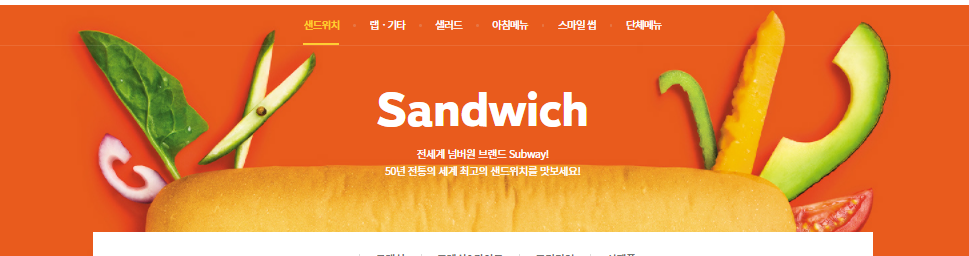 샌드위치 랩 · 기타 샐러드 아침메뉴 스마일 썹 단체메뉴
Sandwich
전세계 넘버원 브랜드 Subway!
50년 전통의 세계 최고의 샌드위치를 맛보세요!